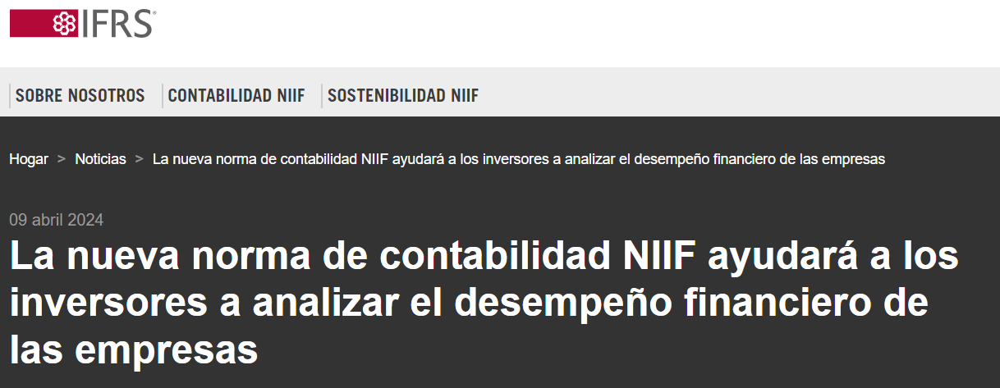 IFRS®
SOBRE NOSOTROS CONTABILIDAD NIIF SOSTENIBILIDAD NIIF
Hogar > Noticias > La nueva norma de contabilidad NIIF ayudará a los inversores a analizar el desempeño financiero de las empresas
09 abril 2024
La nueva norma de contabilidad NIIF ayudará a los
inversores a analizar el desempeño financiero de
las empresas